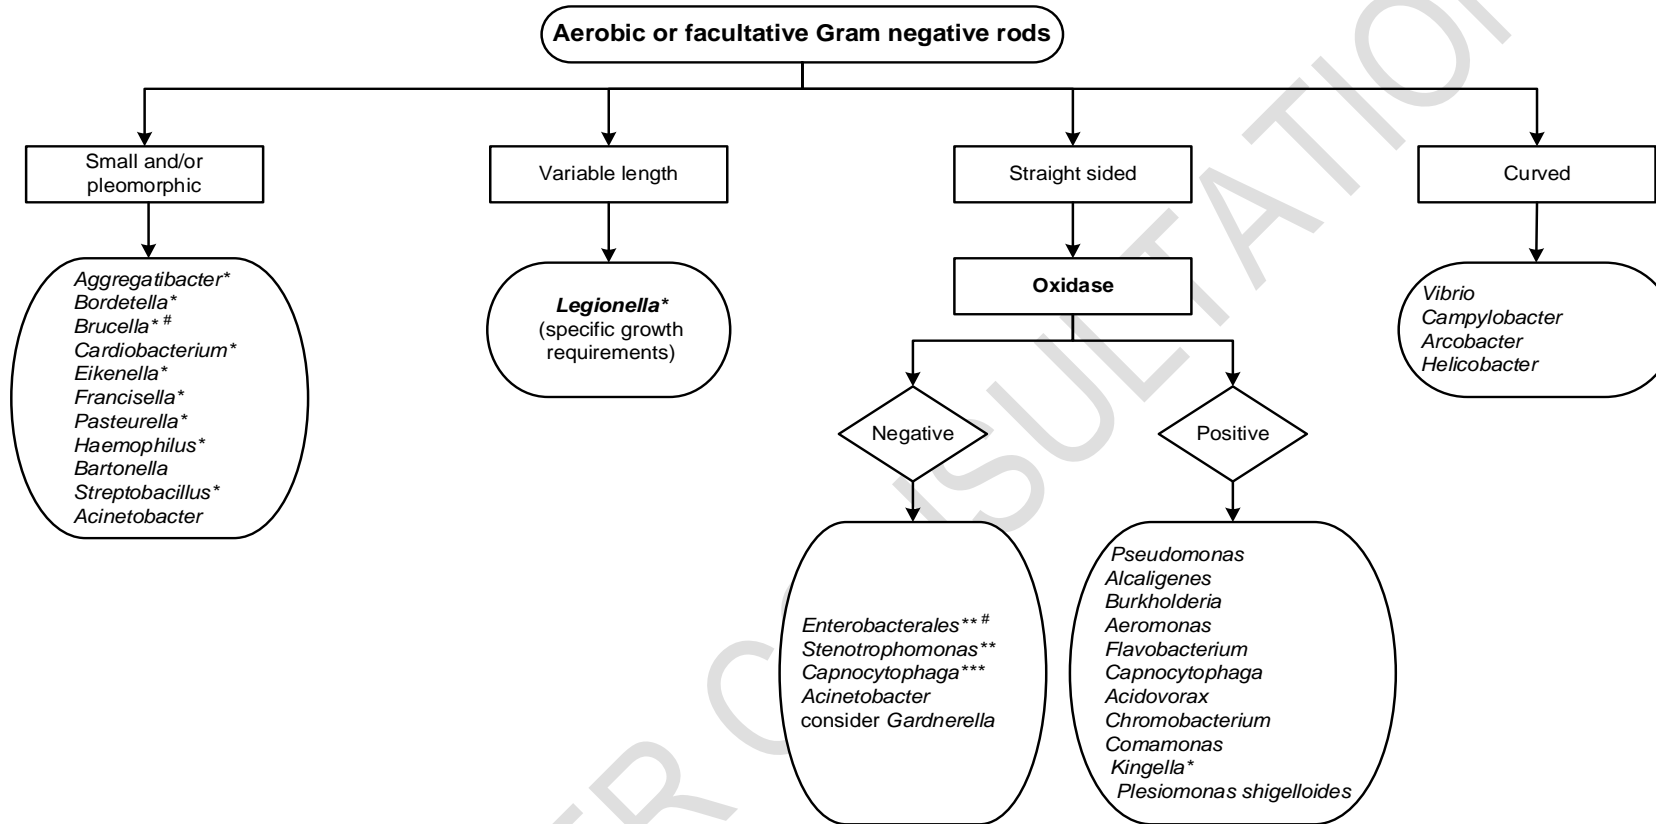 Aerobic or facultative Gram negative rods
Small and/or
pleomorphic
Variable length
Straight sided
Curved
Aggregatibacter*
Bordetella*
Brucella* #
Cardiobacterium*
Eikenella*
Francisella*
Pasteurella*
Haemophilus*
Bartonella
Streptobacillus*
Acinetobacter
Legionella*
(specific growth
requirements)
Oxidase
Vibrio
Campylobacter
Arcobacter
Helicobacter
Negative
Positive
Enterobacterales** #
Stenotrophomonas**
Capnocytophaga***
Acinetobacter
consider Gardnerella
Pseudomonas
Alcaligenes
Burkholderia
Aeromonas
Flavobacterium
Capnocytophaga
Acidovorax
Chromobacterium
Comamonas
Kingella*
Plesiomonas shigelloides
ER CONSULTATION